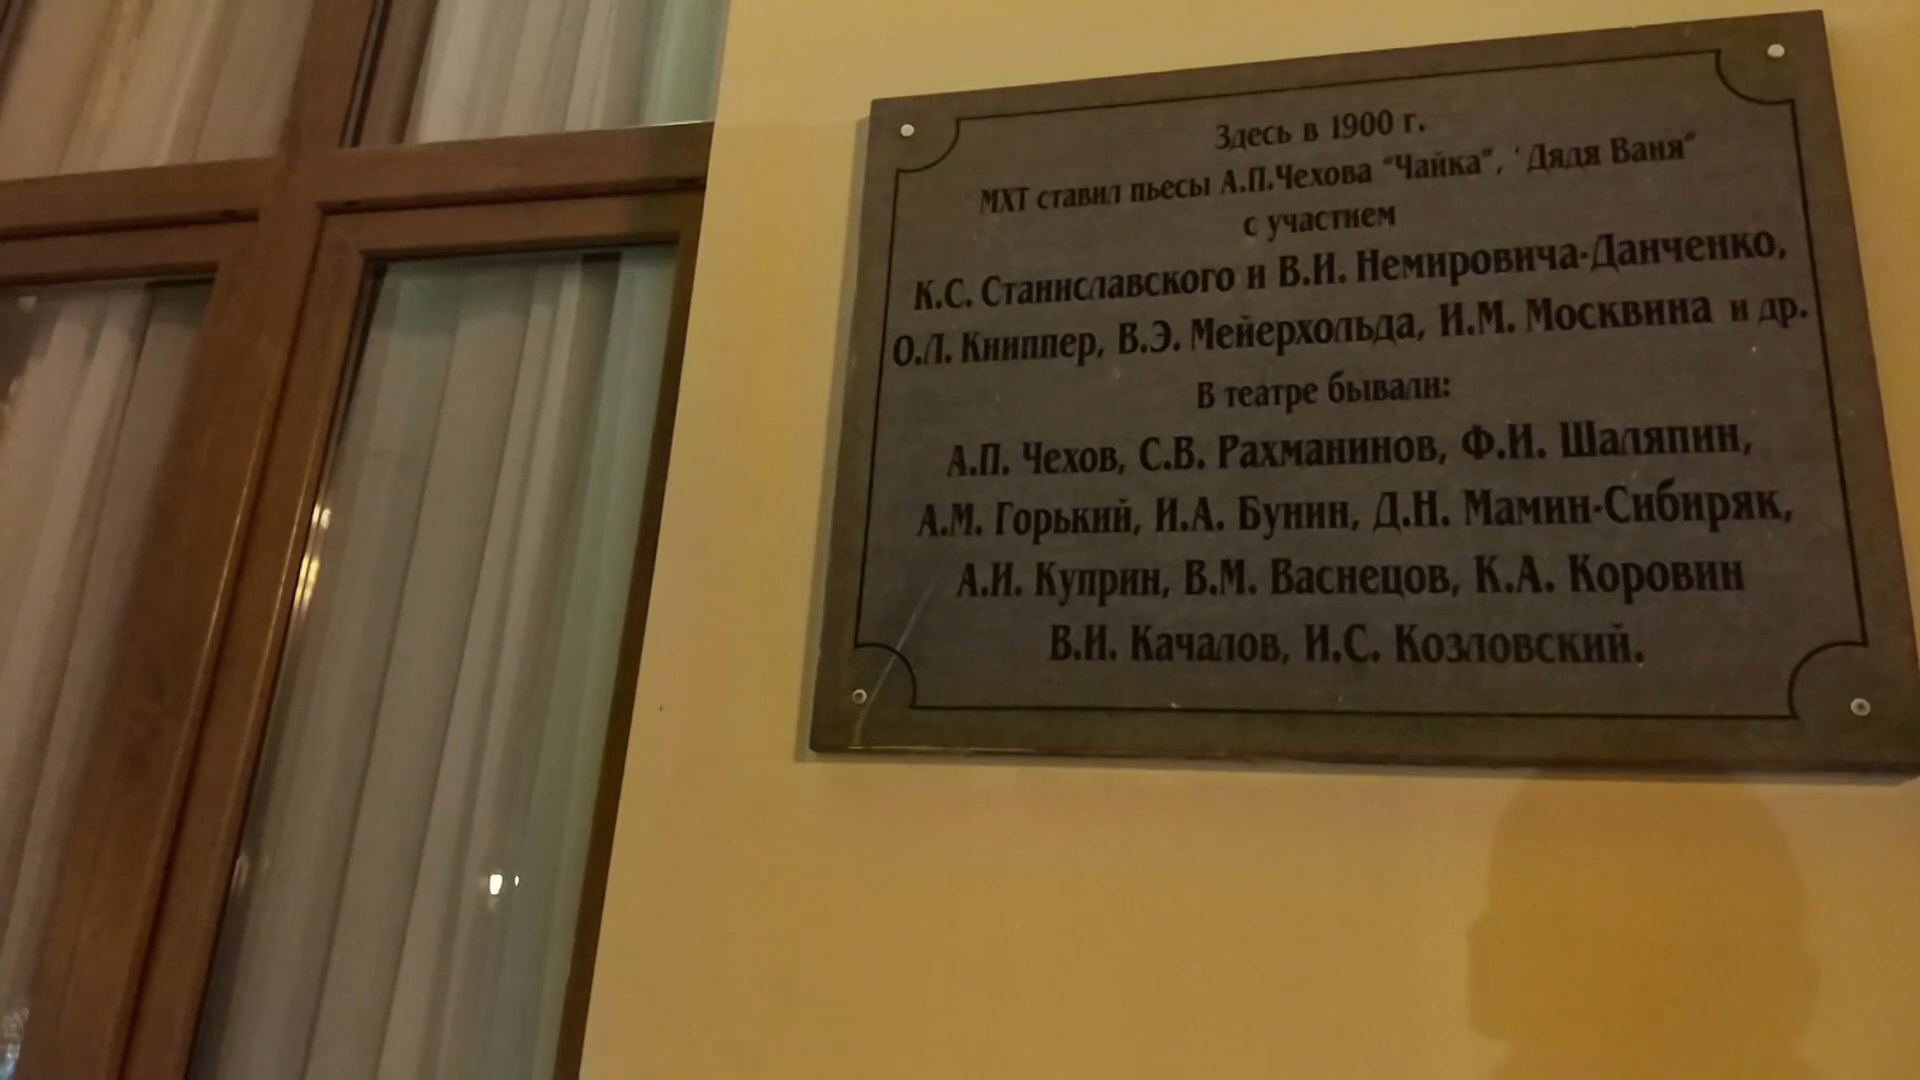 Здесь в 1900 г.
МХТ ставил пьесы А.П.Чехова "Чайка", 'Дядя Ваня"
с участием
К.С. Станиславского и В.И. Немировича-Данченко,
О.Л. Книппер, В.Э. Мейерхольда, И.М. Москвина и др.
В театре бывали:
А.П. Чехов, С.В. Рахманинов, Ф.И. Шаляпин,
А.М. Горький, И.А. Бунин, Д.Н. Мамин-Сибиряк,
А.И. Куприн, В.М. Васнецов, К.А. Коровин
В.И. Качалов, И.С. Козловский.